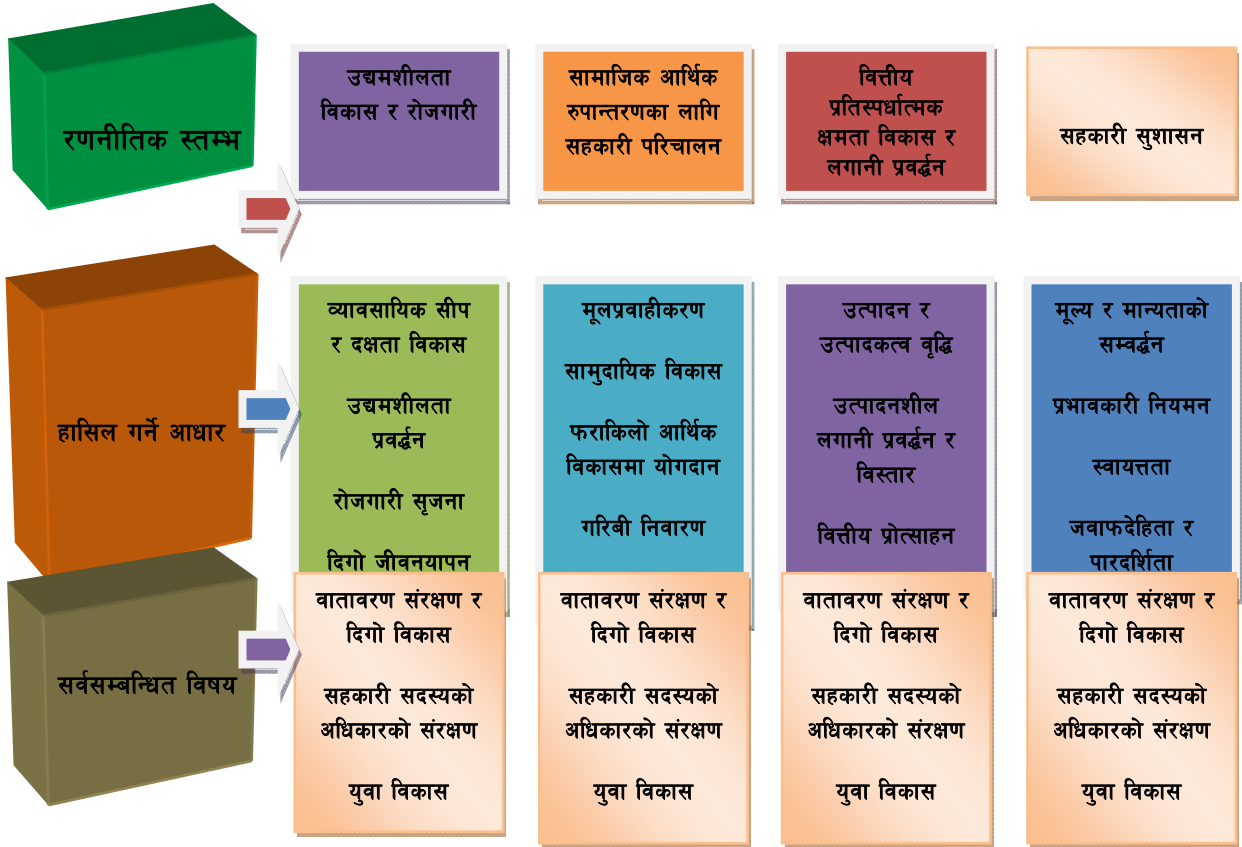 रणनीतिक स्तम्भ
उद्यमशीलता
विकास र रोजगारी
सामाजिक आर्थिक
रुपान्तरणका लागि
सहकारी परिचालन
वित्तीय
प्रतिस्पर्धात्मक
क्षमता विकास र
लगानी प्रवर्द्धन
सहकारी सुशासन
हासिल गर्ने आधार
व्यावसायिक सीप
र दक्षता विकास
उद्यमशीलता
प्रवर्द्धन
रोजगारी सृजना
दिगो जीवनयापन
मूलप्रवाहीकरण
सामुदायिक विकास
फराकिलो आर्थिक
विकासमा योगदान
गरिबी निवारण
उत्पादन र
उत्पादकत्व वृद्धि
उत्पादनशील
लगानी प्रवर्द्धन र
विस्तार
वित्तीय प्रोत्साहन
मूल्य र मान्यताको
सम्वर्द्धन
प्रभावकारी नियमन
स्वायत्तता
जवाफदेहिता र
पारदर्शिता
सर्वसम्बन्धित विषय
वातावरण संरक्षण र
दिगो विकास
सहकारी सदस्यको
अधिकारको संरक्षण
युवा विकास
वातावरण संरक्षण र
दिगो विकास
सहकारी सदस्यको
अधिकारको संरक्षण
युवा विकास
वातावरण संरक्षण र
दिगो विकास
सहकारी सदस्यको
अधिकारको संरक्षण
युवा विकास
वातावरण संरक्षण र
दिगो विकास
सहकारी सदस्यको
अधिकारको संरक्षण
युवा विकास